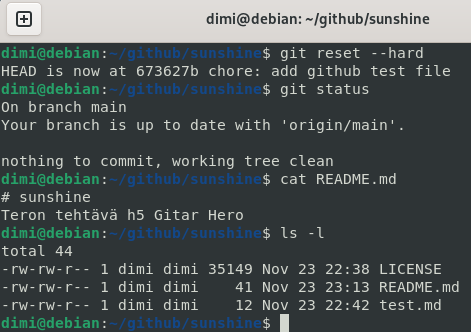 dimi@debian: ~/github/sunshine
dimi@debian:~/github/sunshine$ git reset --hard
HEAD is now at 673627b chore: add github test file
dimi@debian:~/github/sunshine$ git status
On branch main
Your branch is up to date with 'origin/main'.

nothing to commit, working tree clean
dimi@debian:~/github/sunshine$ cat README.md
# sunshine
Teron tehtävä h5 Gitar Hero
dimi@debian:~/github/sunshine$ ls -l
total 44
-rw-rw-r-- 1 dimi dimi 35149 Nov 23 22:38 LICENSE
-rw-rw-r-- 1 dimi dimi    41 Nov 23 23:13 README.md
-rw-rw-r-- 1 dimi dimi    12 Nov 23 22:42 test.md
dimi@debian:~/github/sunshine$